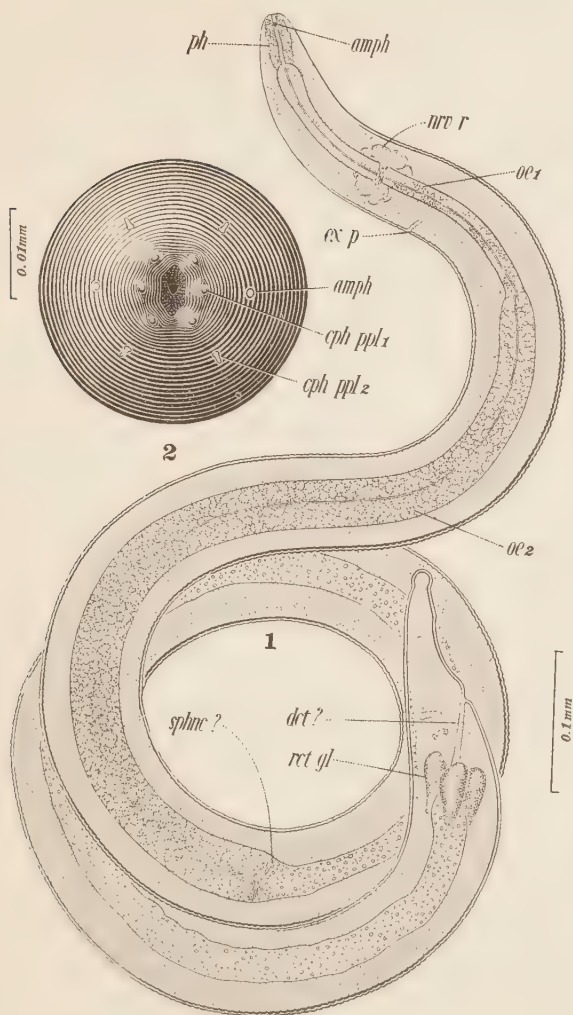 ph
amph
nrv r
oe1
ex p
0.01mm
amph
cph ppl1
cph ppl2
2
oe2
1
sphnc ?
dct ?
rct gl
0.1mm